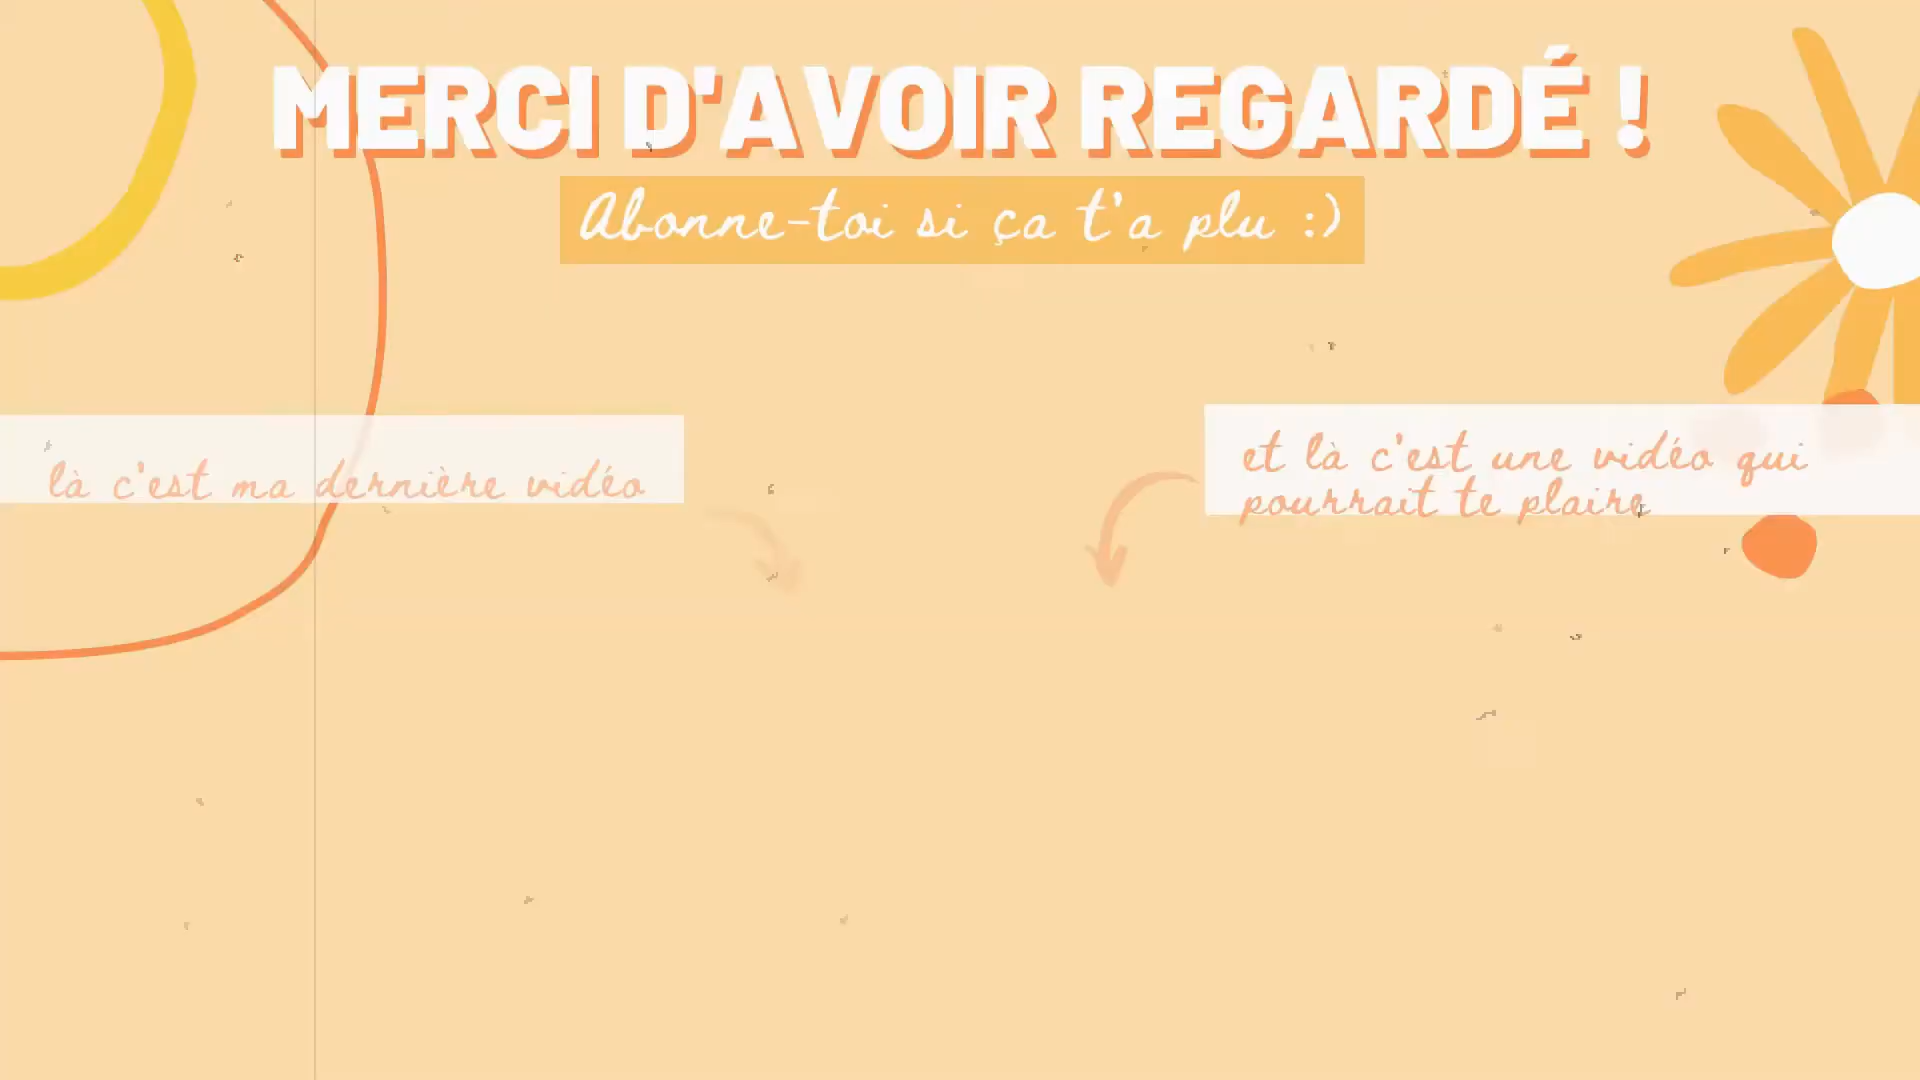 MERCI D'AVOIR REGARDÉ !
Abonne-toi si ça t'a plu :)
là c'est ma dernière vidéo
et là c'est une vidéo qui
pourrait te plaire